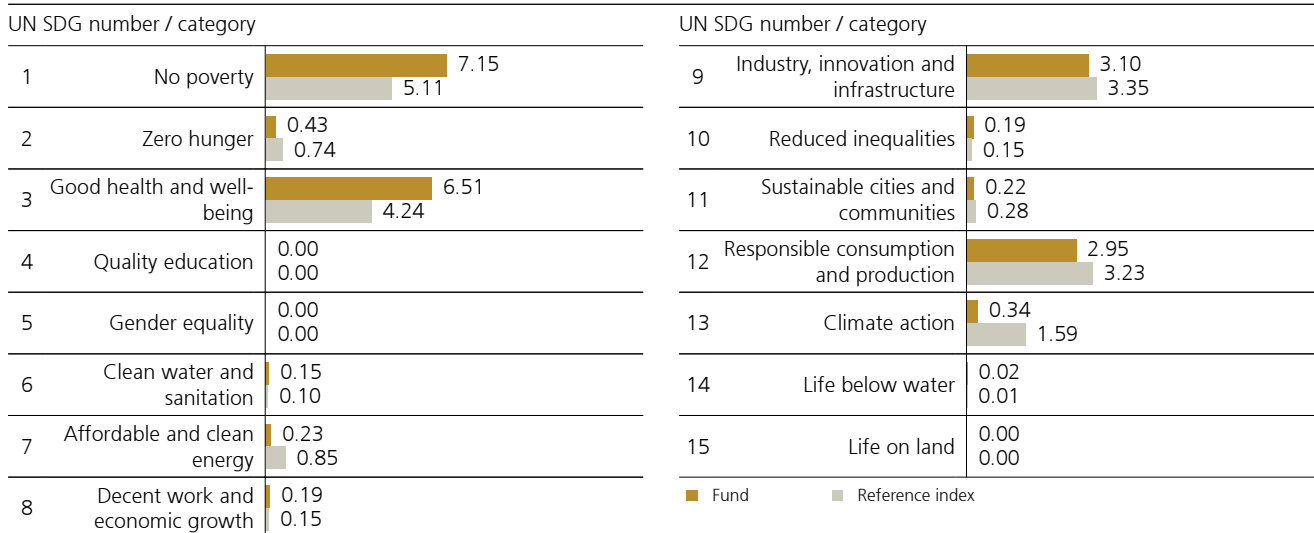 UN SDG number / category
1 No poverty 7.15
5.11
2 Zero hunger 0.43
0.74
3 Good health and well-
being 6.51
4.24
4 Quality education 0.00
0.00
5 Gender equality 0.00
0.00
6 Clean water and
sanitation 0.15
0.10
7 Affordable and clean
energy 0.23
0.85
8 Decent work and
economic growth 0.19
0.15
UN SDG number / category
9 Industry, innovation and
infrastructure 3.10
3.35
10 Reduced inequalities 0.19
0.15
11 Sustainable cities and
communities 0.22
0.28
12 Responsible consumption
and production 2.95
3.23
13 Climate action 0.34
1.59
14 Life below water 0.02
0.01
15 Life on land 0.00
0.00
Fund Reference index